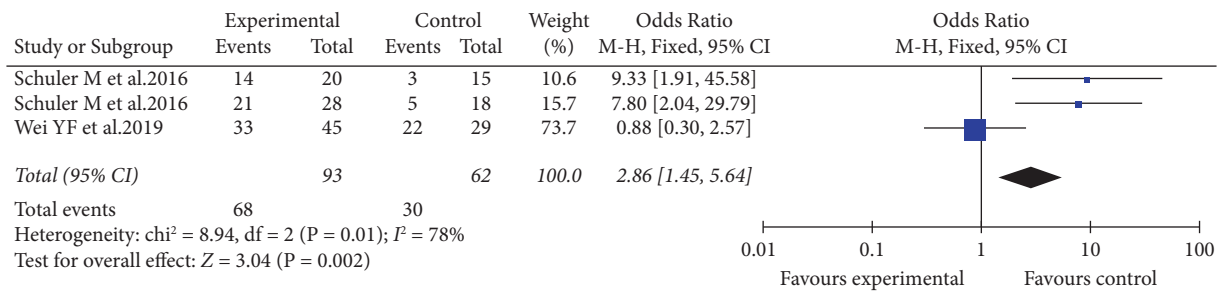 Experimental Control Weight Odds Ratio Odds Ratio
Study or Subgroup Events Total Events Total (%) M-H, Fixed, 95% CI M-H, Fixed, 95% CI
Schuler M et al.2016 14 20 3 15 10.6 9.33 [1.91, 45.58]
Schuler M et al.2016 21 28 5 18 15.7 7.80 [2.04, 29.79]
Wei YF et al.2019 33 45 22 29 73.7 0.88 [0.30, 2.57]
Total (95% CI) 93 62 100.0 2.86 [1.45, 5.64]
Total events 68 30
Heterogeneity: chi² = 8.94, df = 2 (P = 0.01); I² = 78%
Test for overall effect: Z = 3.04 (P = 0.002)
0.01 0.1 1 10 100
Favours experimental Favours control